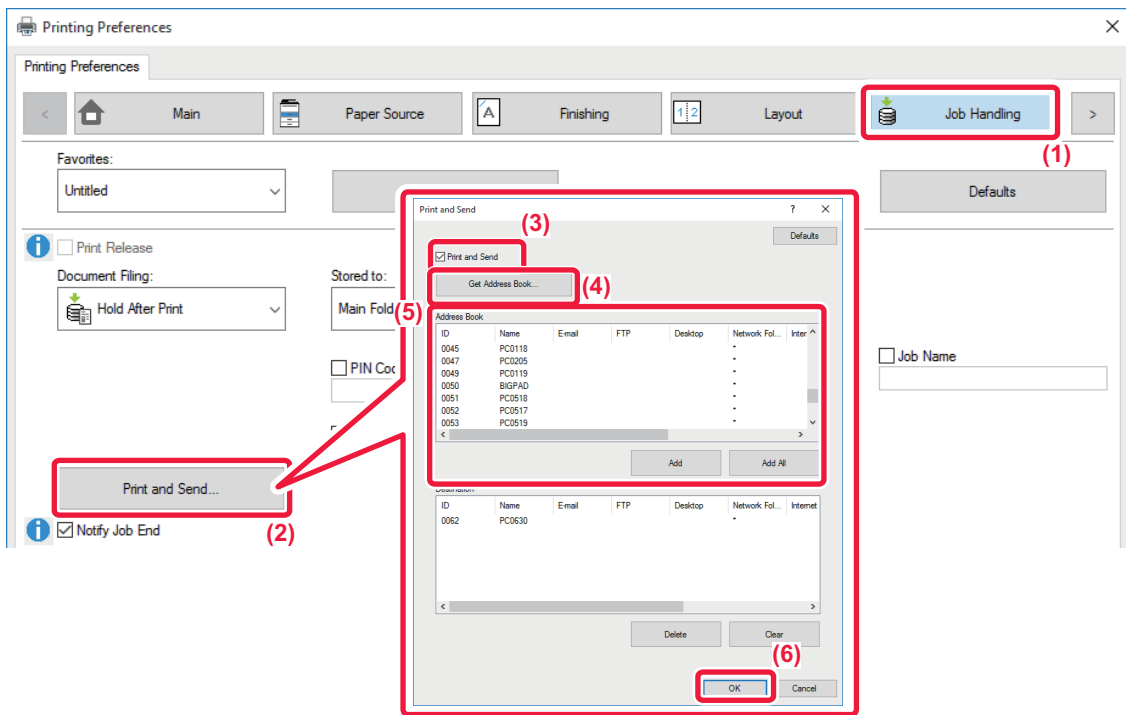 Printing Preferences
Printing Preferences
< Main Paper Source Finishing Layout Job Handling >
(1)
Favorites:
Untitled
Defaults
Print and Send ? ×
(3)
Defaults
Print Release
Print and Send
Document Filing:
Stored to:
Get Address Book...
(4)
Hold After Print
Main Fold
(5)
Address Book
ID Name E-mail FTP Desktop Network Fol... Inter
0045 PC0118 -
0047 PC0205 -
0049 PC0119 -
0050 BIGPAD -
0051 PC0518 -
0052 PC0517 -
0053 PC0519 -
PIN Coc
Job Name
Add Add All
Print and Send...
(2)
Destination
ID Name E-mail FTP Desktop Network Fol... Internet
0062 PC0630 -
Notify Job End
Delete Clear
(6)
OK Cancel